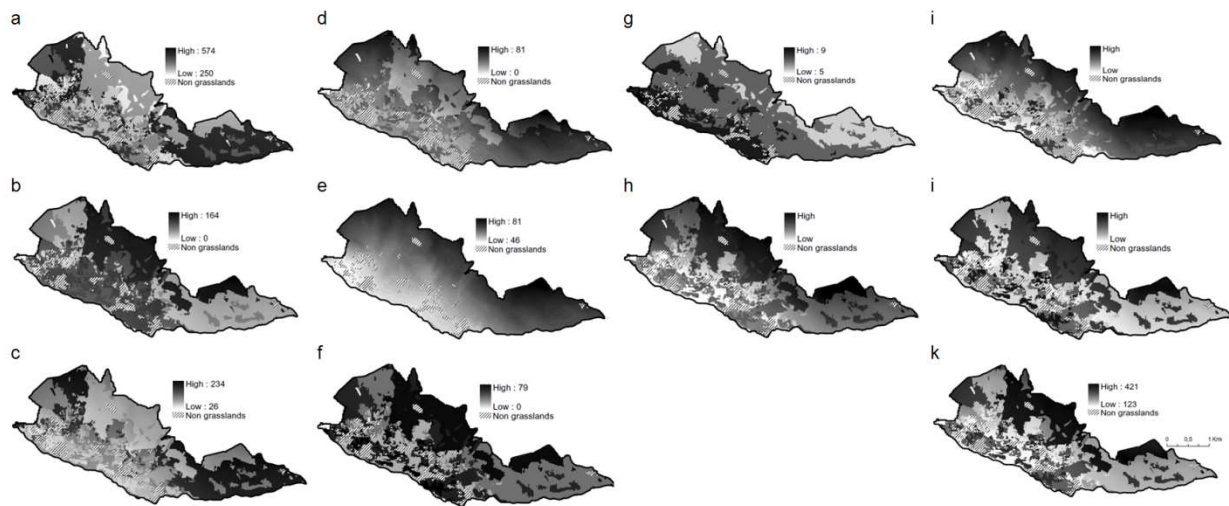 a
High : 574
Low : 250
Non grasslands
d
High : 81
Low : 0
Non grasslands
g
High : 9
Low : 5
Non grasslands
i
High
Low
Non grasslands
b
High : 164
Low : 0
Non grasslands
e
High : 81
Low : 46
Non grasslands
h
High
Low
Non grasslands
i
High
Low
Non grasslands
c
High : 234
Low : 26
Non grasslands
f
High : 79
Low : 0
Non grasslands
k
High : 421
Low : 123
Non grasslands
0 0,5 1 Km